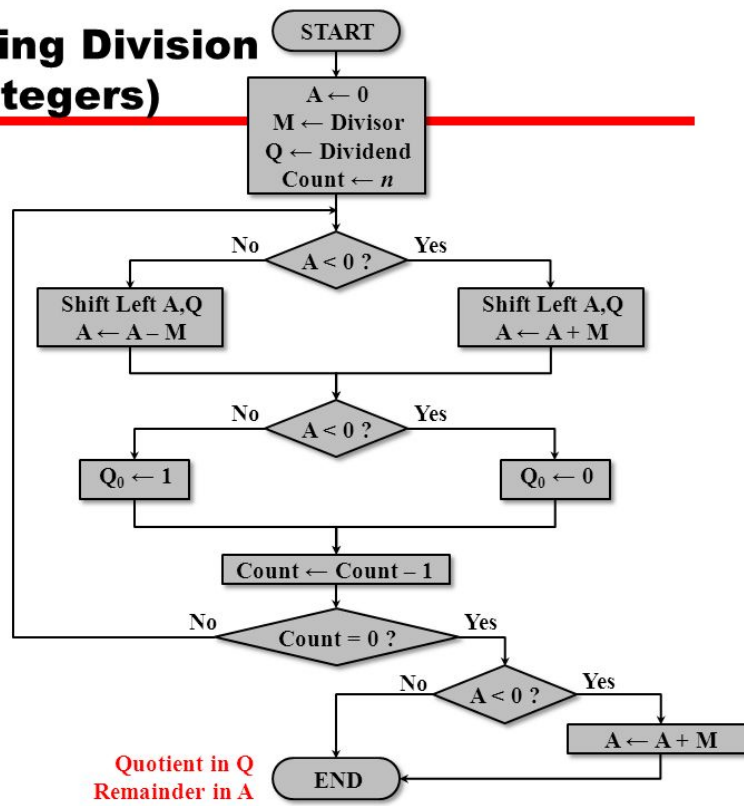 ing Division
tegers)
START
A ← 0
M ← Divisor
Q ← Dividend
Count ← n
No
A < 0 ?
Yes
Shift Left A,Q
A ← A – M
Shift Left A,Q
A ← A + M
No
A < 0 ?
Yes
Q₀ ← 1
Q₀ ← 0
Count ← Count – 1
No
Count = 0 ?
Yes
No
A < 0 ?
Yes
A ← A + M
Quotient in Q
Remainder in A
END